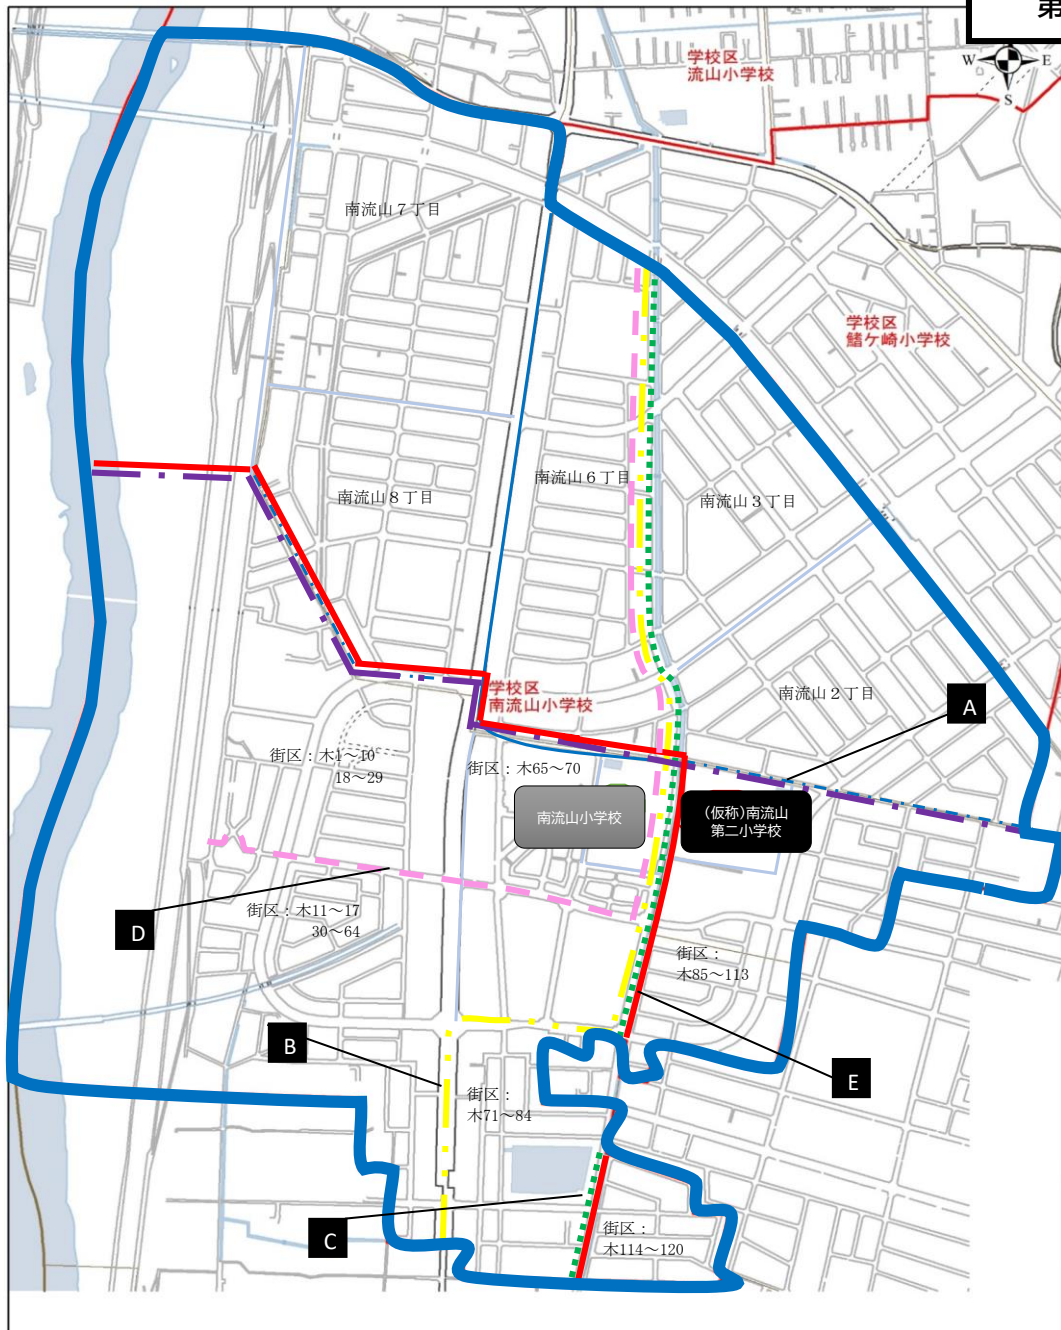 第
W
E
S
学校区
流山小学校
南流山７丁目
学校区
鰭ケ崎小学校
南流山６丁目
南流山８丁目
南流山３丁目
学校区
南流山小学校
南流山２丁目
A
街区：木1～10
18～29
街区：木65～70
南流山小学校
（仮称）南流山
第二小学校
D
街区：木11～17
30～64
街区：
木85～113
B
E
街区：
木71～84
C
街区：
木114～120